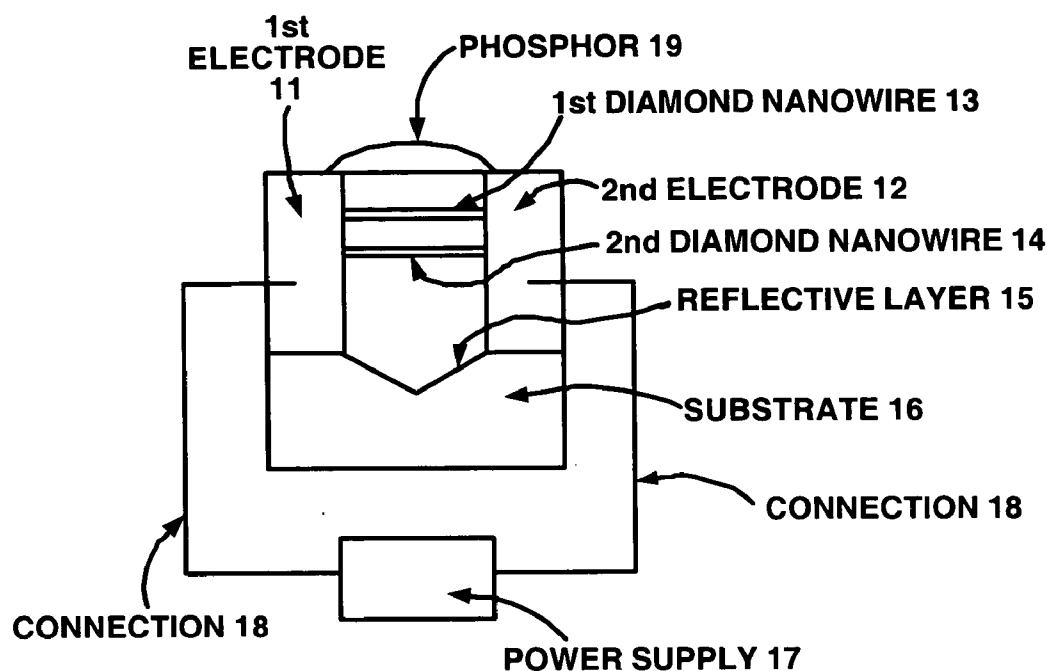 1st
ELECTRODE
11
PHOSPHOR 19
1st DIAMOND NANOWIRE 13
2nd ELECTRODE 12
2nd DIAMOND NANOWIRE 14
REFLECTIVE LAYER 15
SUBSTRATE 16
CONNECTION 18
CONNECTION 18
POWER SUPPLY 17